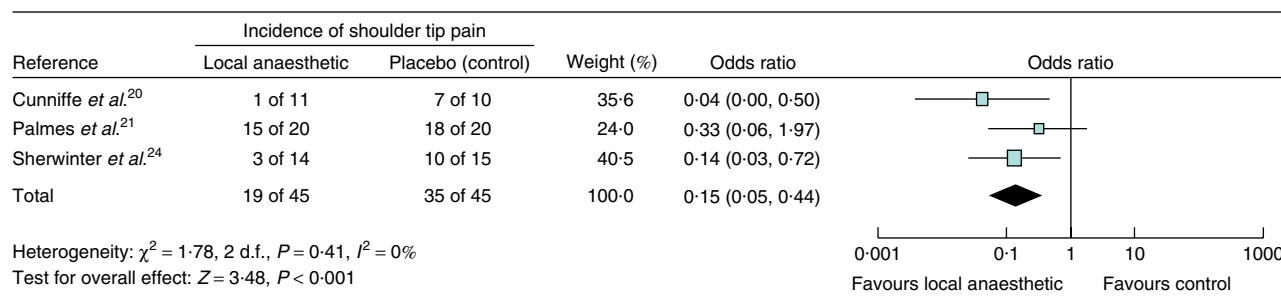 Incidence of shoulder tip pain
Reference Local anaesthetic Placebo (control) Weight (%) Odds ratio Odds ratio
Cunniffe et al.20 1 of 11 7 of 10 35·6 0·04 (0·00, 0·50)
Palmes et al.21 15 of 20 18 of 20 24·0 0·33 (0·06, 1·97)
Sherwinter et al.24 3 of 14 10 of 15 40·5 0·14 (0·03, 0·72)
Total 19 of 45 35 of 45 100·0 0·15 (0·05, 0·44)
Heterogeneity: χ2 = 1·78, 2 d.f., P = 0·41, I2 = 0%
Test for overall effect: Z = 3·48, P < 0·001
0·001 0·1 1 10 1000
Favours local anaesthetic Favours control